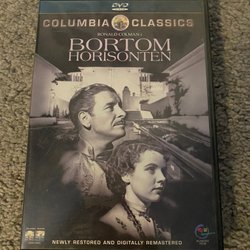 DVD
COLUMBIA CLASSICS
RONALD COLMAN i
BORTOM
HORISONTEN
NEWLY RESTORED AND DIGITALLY REMASTERED